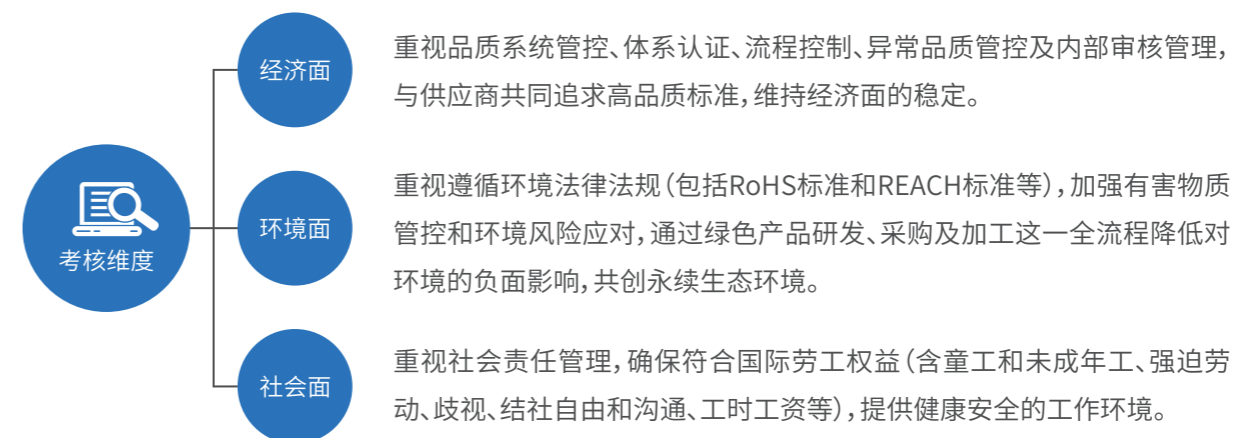 考核维度
经济面
重视品质系统管控、体系认证、流程控制、异常品质管控及内部审核管理，
与供应商共同追求高品质标准，维持经济面的稳定。
环境面
重视遵循环境法律法规（包括RoHS标准和REACH标准等），加强有害物质
管控和环境风险应对，通过绿色产品研发、采购及加工这一全流程降低对
环境的负面影响，共创永续生态环境。
社会面
重视社会责任管理，确保符合国际劳工权益（含童工和未成年工、强迫劳
动、歧视、结社自由和沟通、工时工资等），提供健康安全的工作环境。